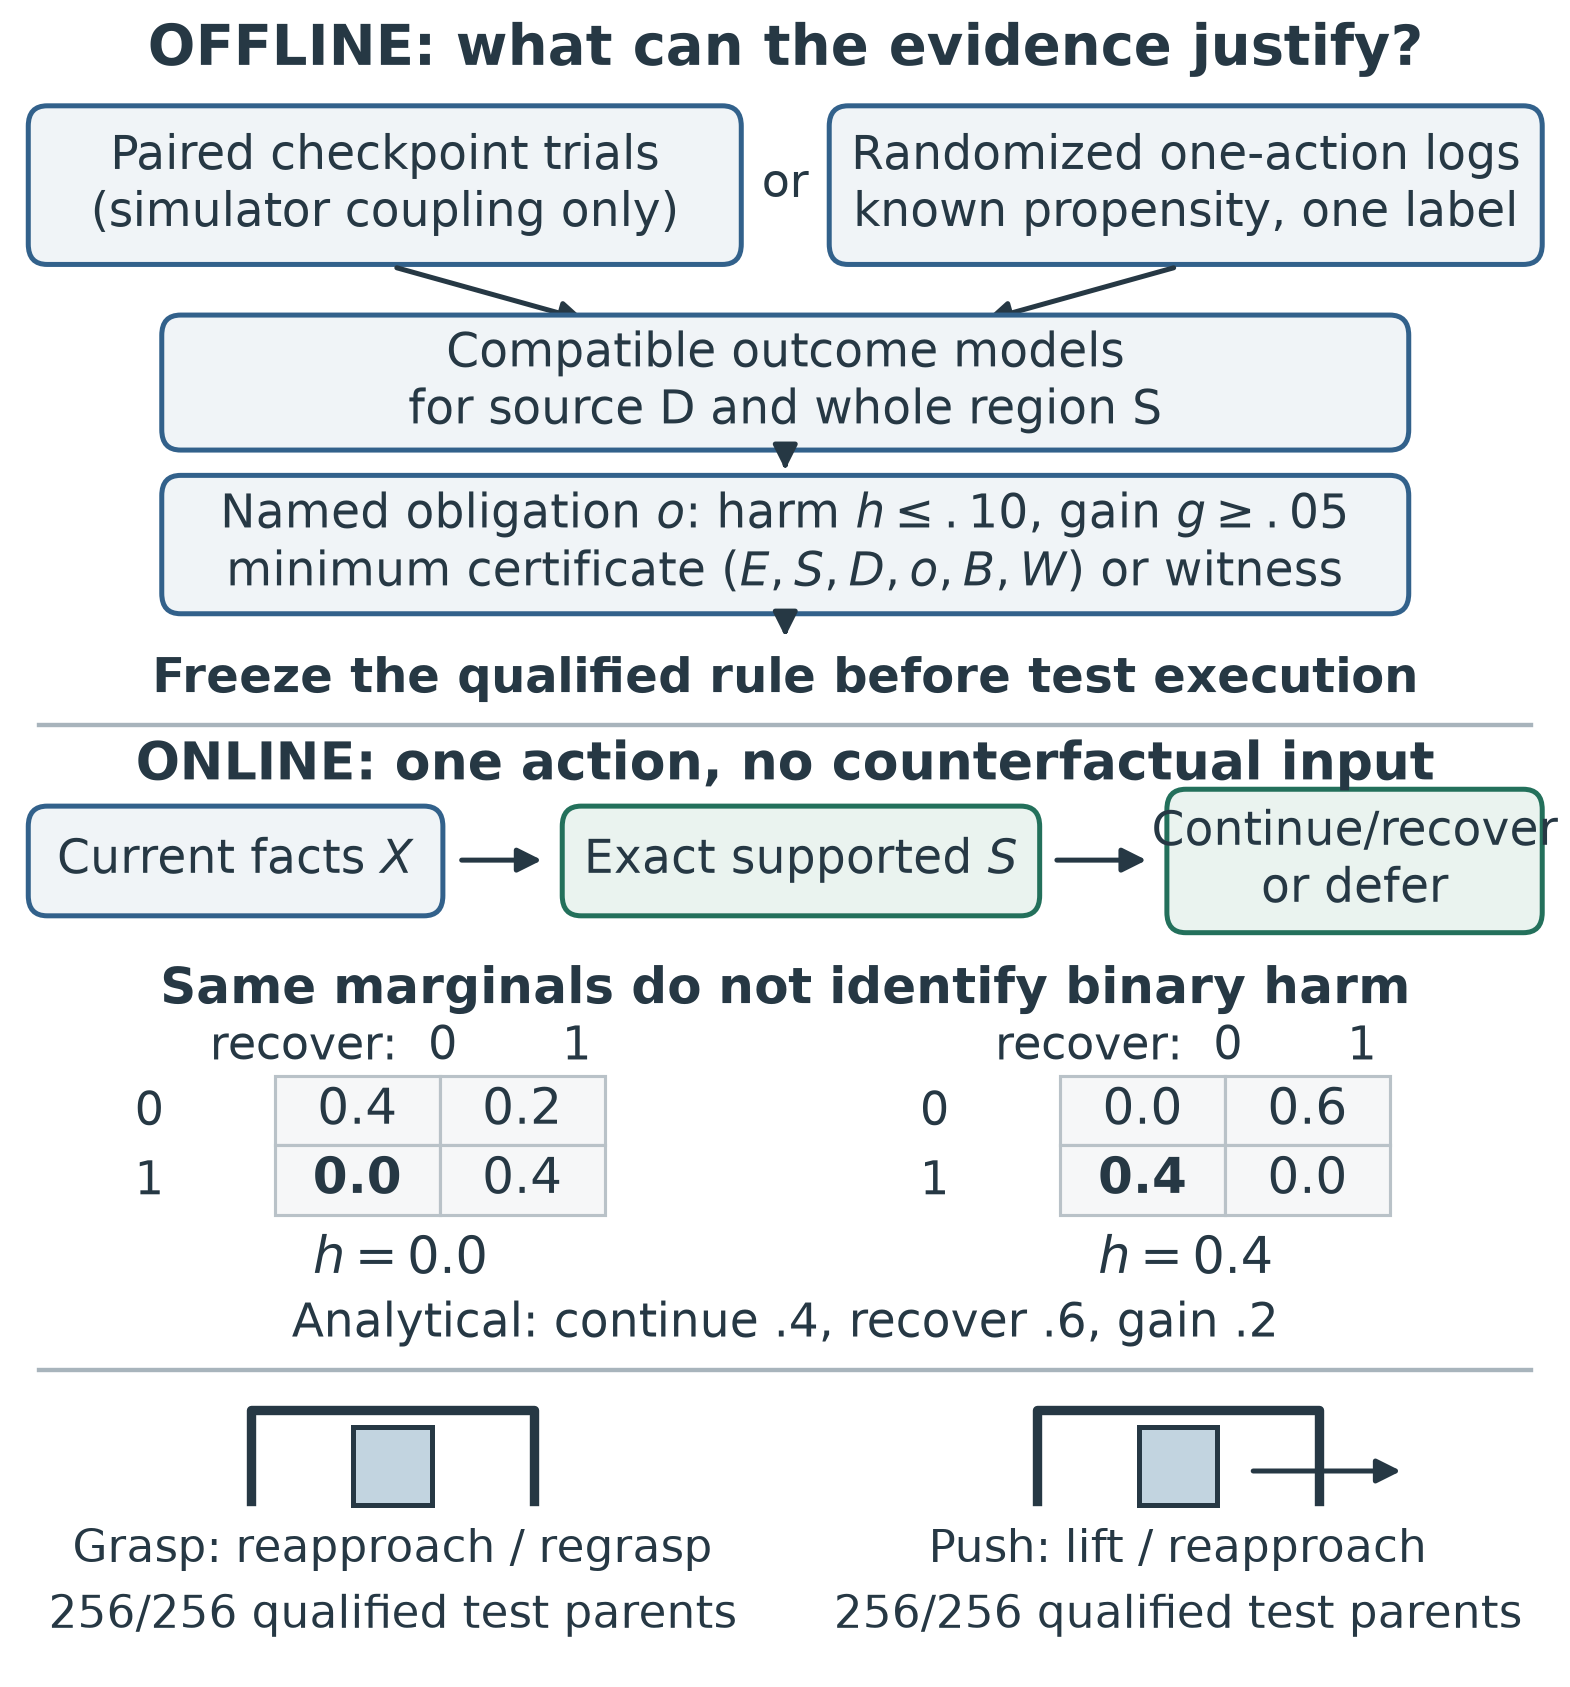 OFFLINE: what can the evidence justify?
Paired checkpoint trials
(simulator coupling only)
or
Randomized one-action logs
known propensity, one label
Compatible outcome models
for source D and whole region S
Named obligation o: harm h ≤ .10, gain g ≥ .05
minimum certificate (E, S, D, o, B, W) or witness
Freeze the qualified rule before test execution
ONLINE: one action, no counterfactual input
Current facts X
Exact supported S
Continue/recover
or defer
Same marginals do not identify binary harm
recover: 0 1
0 0.4 0.2
1 0.0 0.4
h = 0.0
recover: 0 1
0 0.0 0.6
1 0.4 0.0
h = 0.4
Analytical: continue .4, recover .6, gain .2
Grasp: reapproach / regrasp
256/256 qualified test parents
Push: lift / reapproach
256/256 qualified test parents